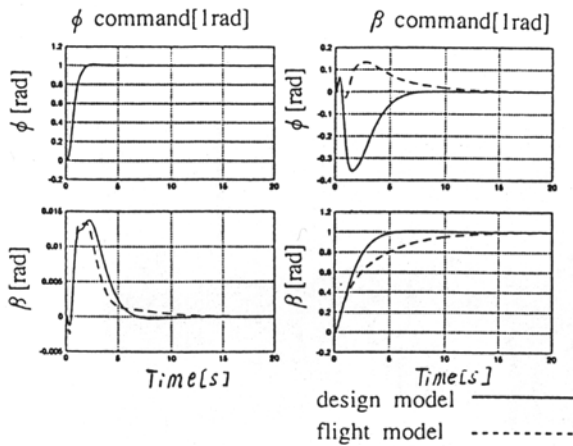 ϕ command[1rad]
β command[1rad]
ϕ [rad]
1.2
1
0.8
0.6
0.4
0.2
0
-0.2
0 5 10 15 20
ϕ [rad]
0.2
0.1
0
-0.1
-0.2
-0.3
-0.4
0 5 10 15 20
β [rad]
0.015
0.01
0.005
0
-0.005
0 5 10 15 20
Time[s]
β [rad]
1.2
1
0.8
0.6
0.4
0.2
0
-0.2
0 5 10 15 20
Time[s]
design model
flight model